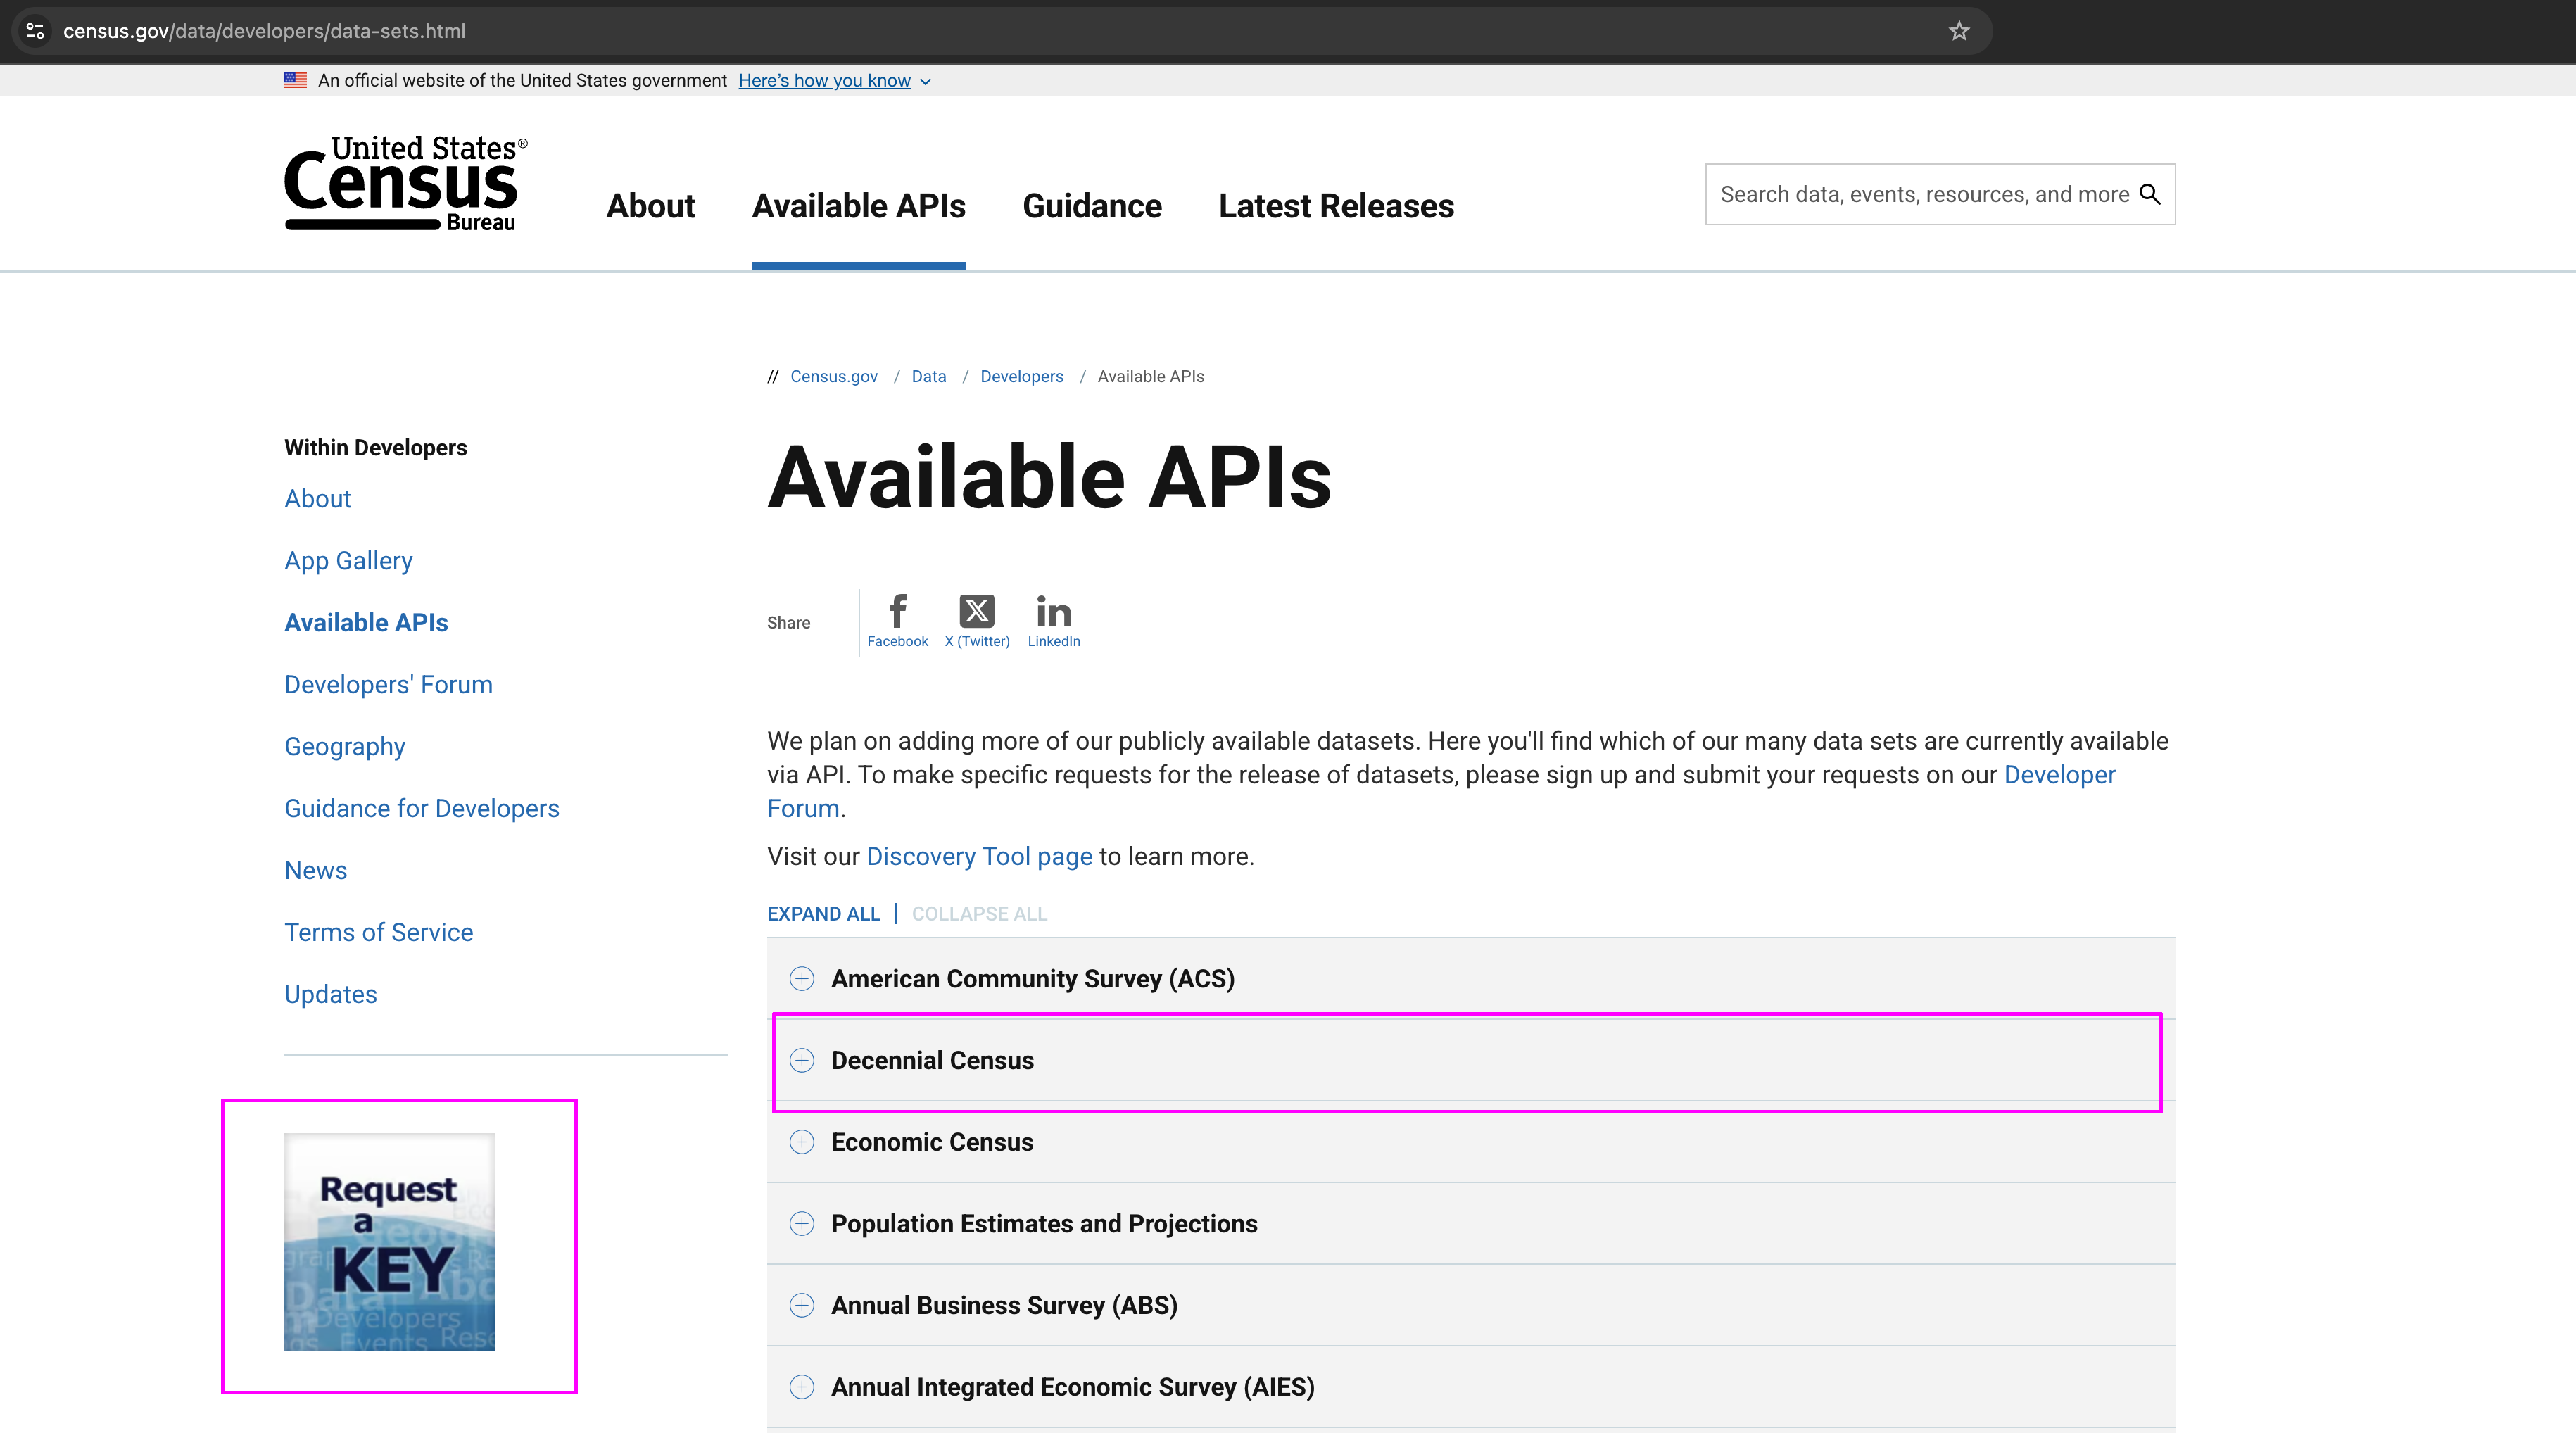 census.gov/data/developers/data-sets.html
An official website of the United States government Here's how you know
United States®
Census
Bureau
About Available APIs Guidance Latest Releases
Search data, events, resources, and more
// Census.gov / Data / Developers / Available APIs
Within Developers
About
App Gallery
Available APIs
Developers' Forum
Geography
Guidance for Developers
News
Terms of Service
Updates
Request
a
KEY
Data
Developers
Events
Available APIs
Share
Facebook X (Twitter) LinkedIn
We plan on adding more of our publicly available datasets. Here you'll find which of our many data sets are currently available
via API. To make specific requests for the release of datasets, please sign up and submit your requests on our Developer
Forum.
Visit our Discovery Tool page to learn more.
EXPAND ALL | COLLAPSE ALL
American Community Survey (ACS)
Decennial Census
Economic Census
Population Estimates and Projections
Annual Business Survey (ABS)
Annual Integrated Economic Survey (AIES)